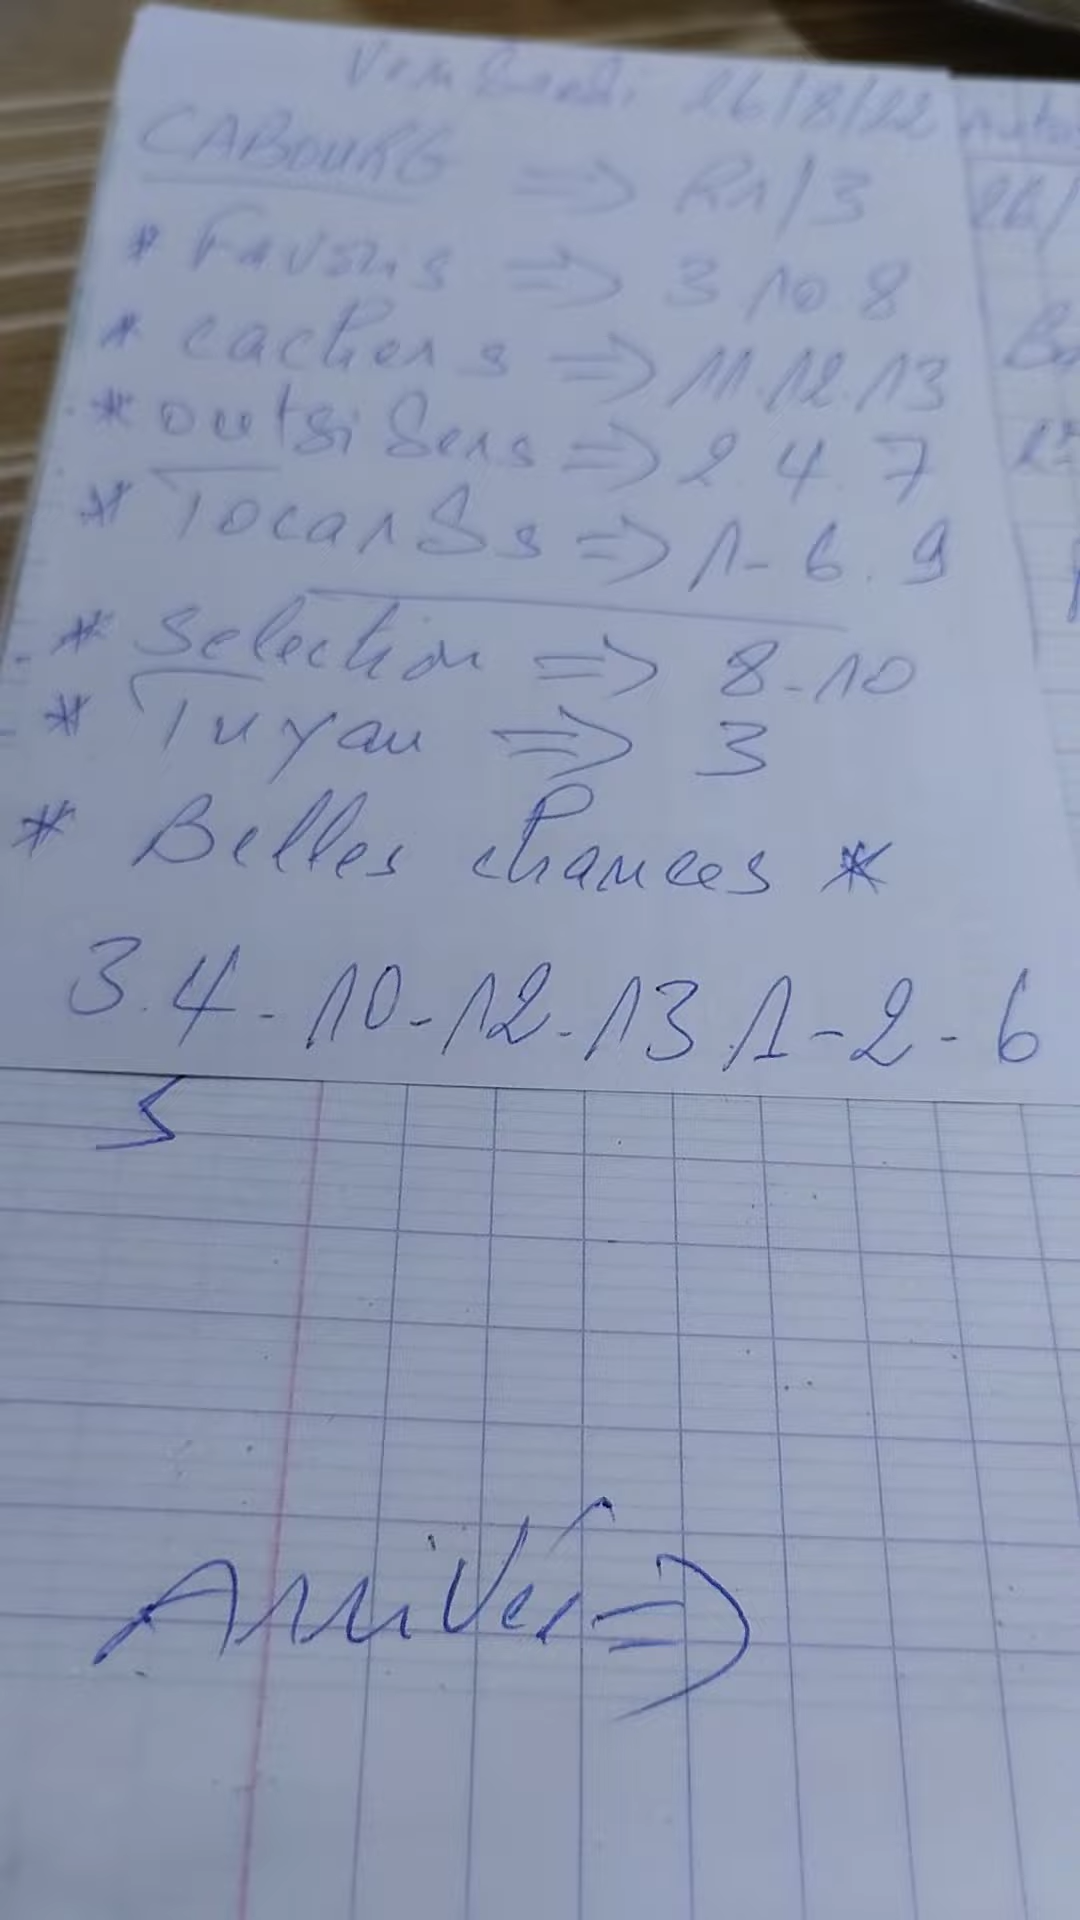 Vendredi 26/8/22
CABOURG => R1/3
* Favoris => 3 10 8
* cachers => 11.12.13
* outsiders => 2.4.7
* Tocards => 1-6.9
* Selection => 8-10
* Tuyau => 3
* Belles chances *
3.4-10-12-13.1-2-6
Arrivée =>